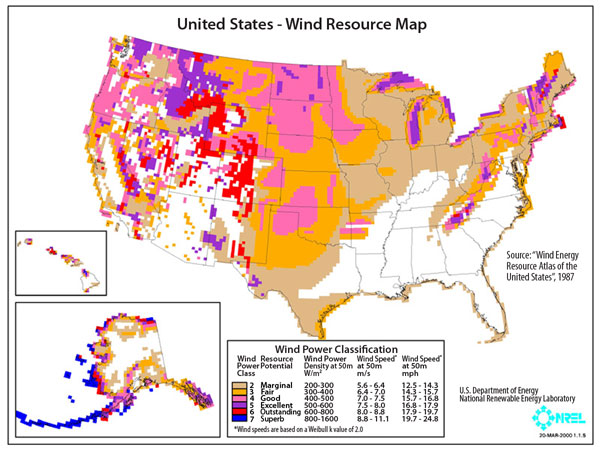 United States - Wind Resource Map
Source: "Wind Energy
Resource Atlas of the
United States", 1987
Wind Power Classification
Wind Resource Wind Power Wind Speed* Wind Speed*
Power Potential Density at 50m at 50m at 50m
Class W/m² m/s mph
2 Marginal 200-300 5.6 - 6.4 12.5 - 14.3
3 Fair 300-400 6.4 - 7.0 14.3 - 15.7
4 Good 400-500 7.0 - 7.5 15.7 - 16.8
5 Excellent 500-600 7.5 - 8.0 16.8 - 17.9
6 Outstanding 600-800 8.0 - 8.8 17.9 - 19.7
7 Superb 800-1600 8.8 - 11.1 19.7 - 24.8
*Wind speeds are based on a Weibull k value of 2.0
U.S. Department of Energy
National Renewable Energy Laboratory
NREL
20-MAR-2000 1.1.9